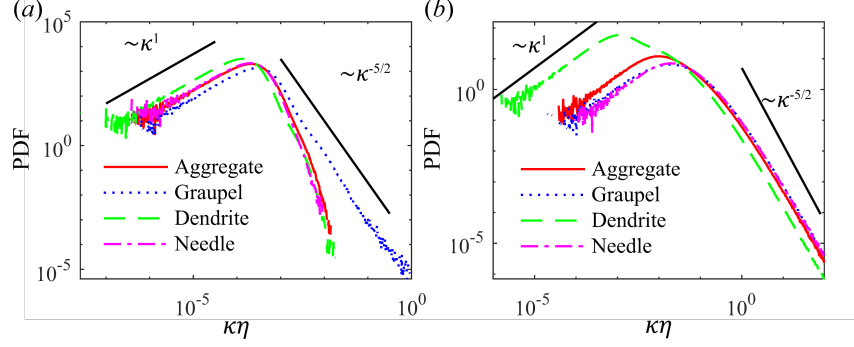 (a)
10^5
10^0
10^-5
PDF
~κ^1
~κ^-5/2
Aggregate
Graupel
Dendrite
Needle
10^-5
10^0
κη
(b)
10^0
10^-5
PDF
~κ^1
~κ^-5/2
Aggregate
Graupel
Dendrite
Needle
10^-5
10^0
κη